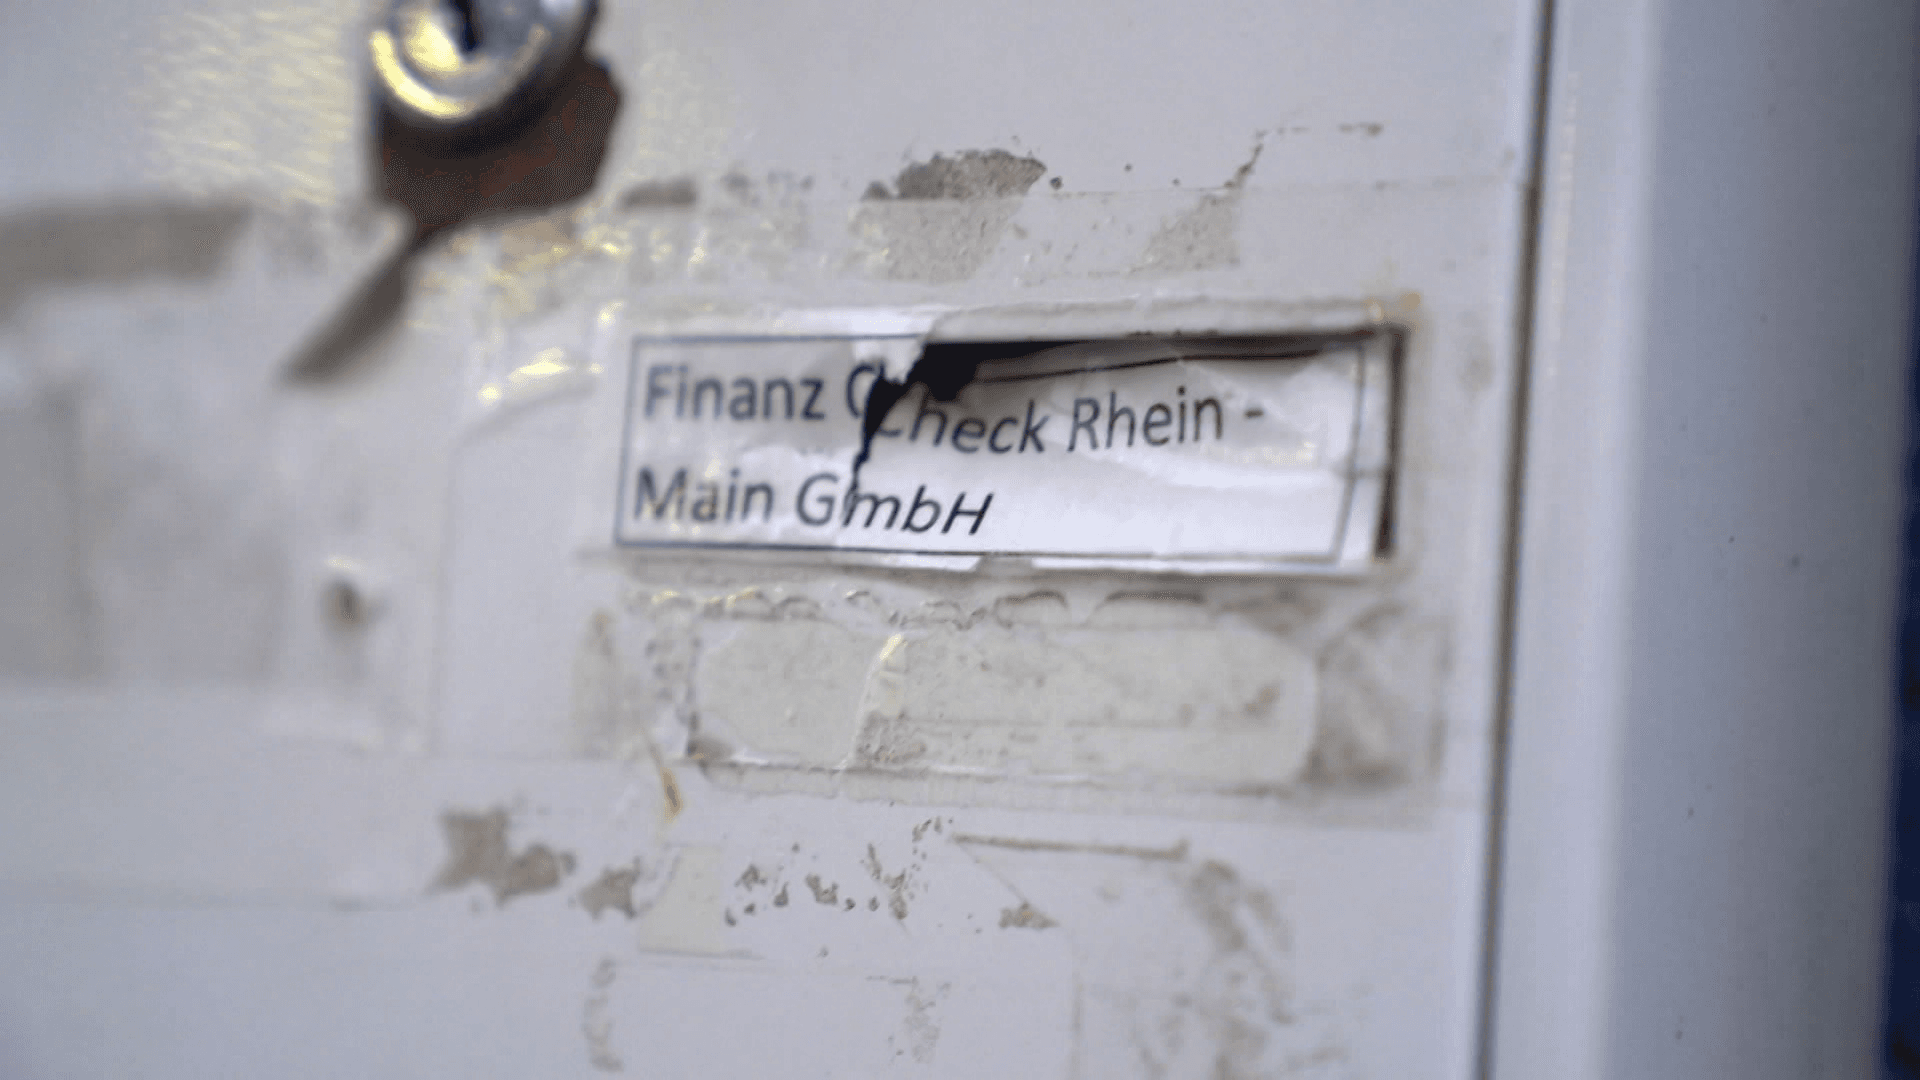 Finanz Check Rhein -
Main GmbH